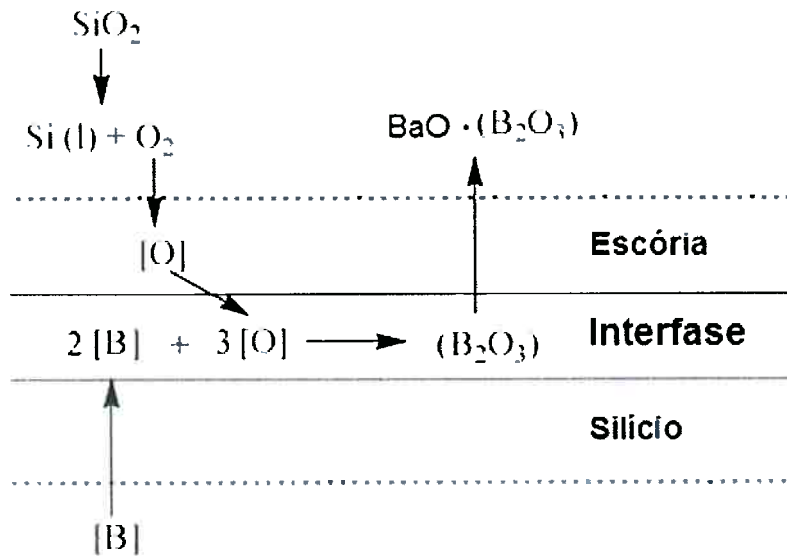 SiO₂
Si (l) + O₂
BaO · (B₂O₃)
[O]
Escória
2 [B] + 3 [O]
(B₂O₃)
Interfase
Silício
[B]